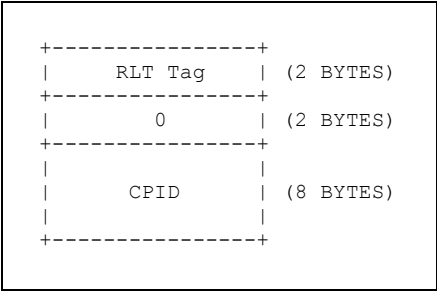 +-----------------+
|      RLT Tag    | (2 BYTES)
+-----------------+
|         0       | (2 BYTES)
+-----------------+
|                 |
|       CPID      | (8 BYTES)
|                 |
+-----------------+